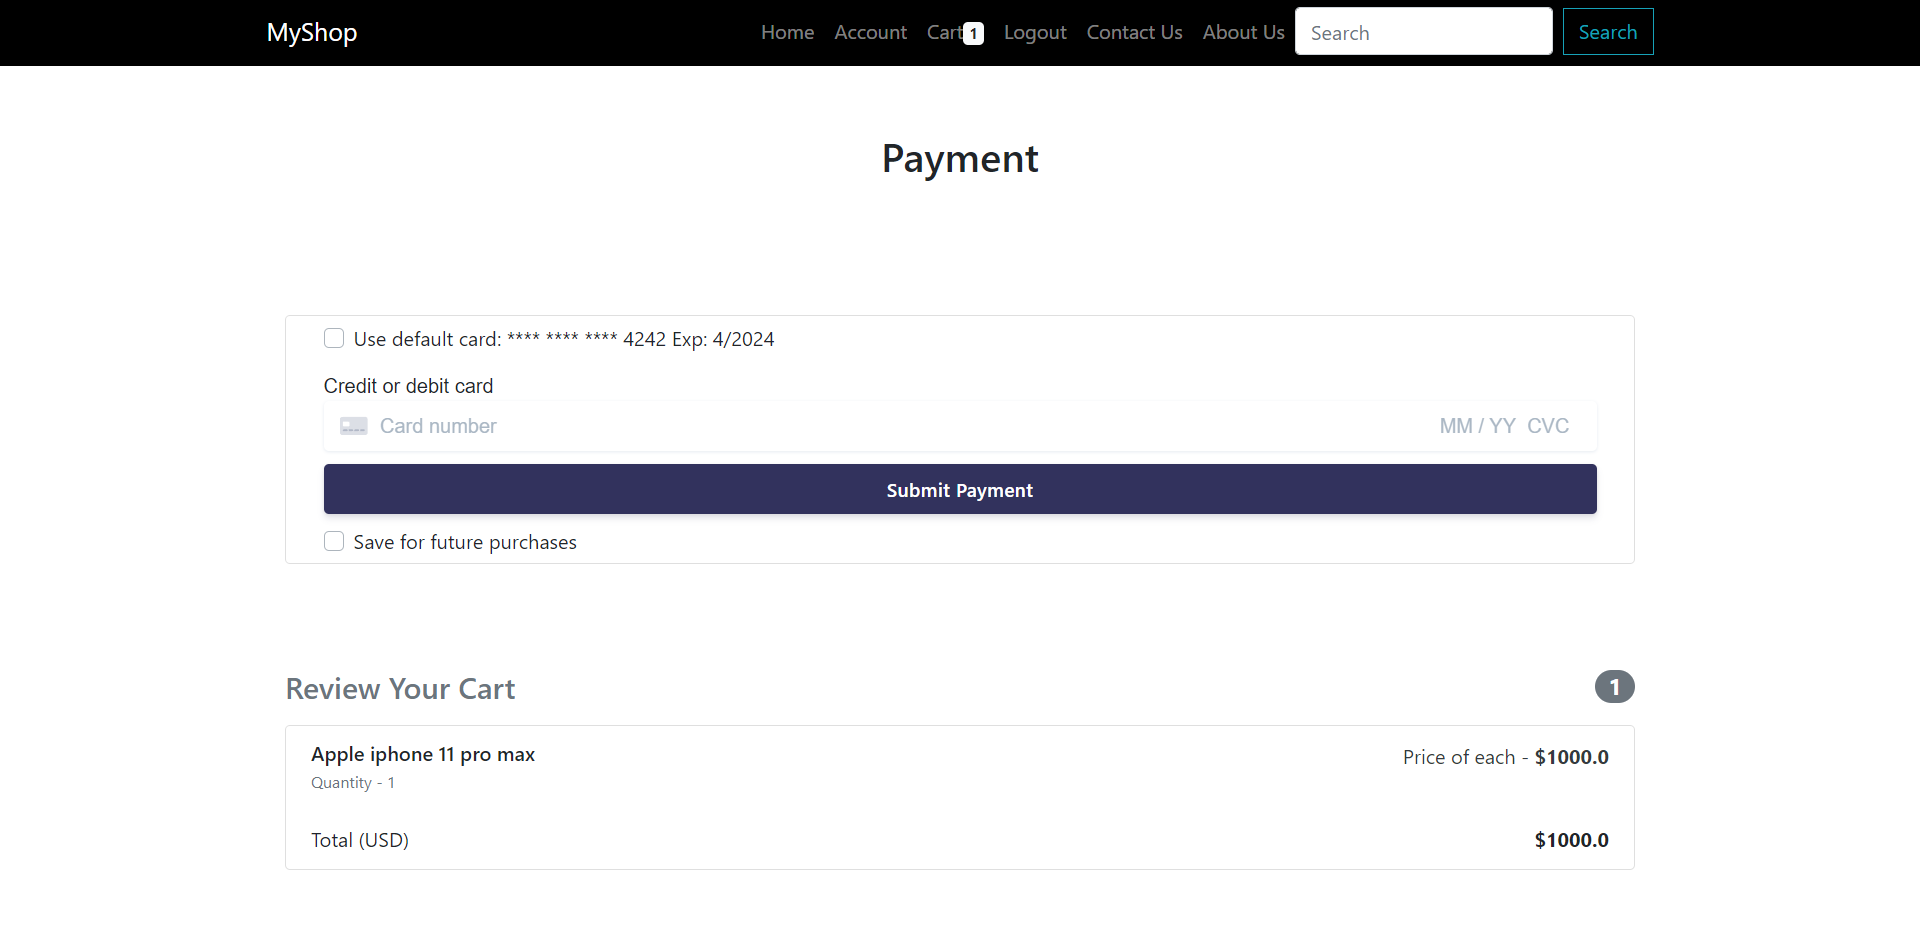 MyShop Home Account Cart 1 Logout Contact Us About Us Search Search
Payment
Use default card: **** **** **** 4242 Exp: 4/2024
Credit or debit card
Card number MM / YY CVC
Submit Payment
Save for future purchases
Review Your Cart 1
Apple iphone 11 pro max Price of each - $1000.0
Quantity - 1
Total (USD) $1000.0